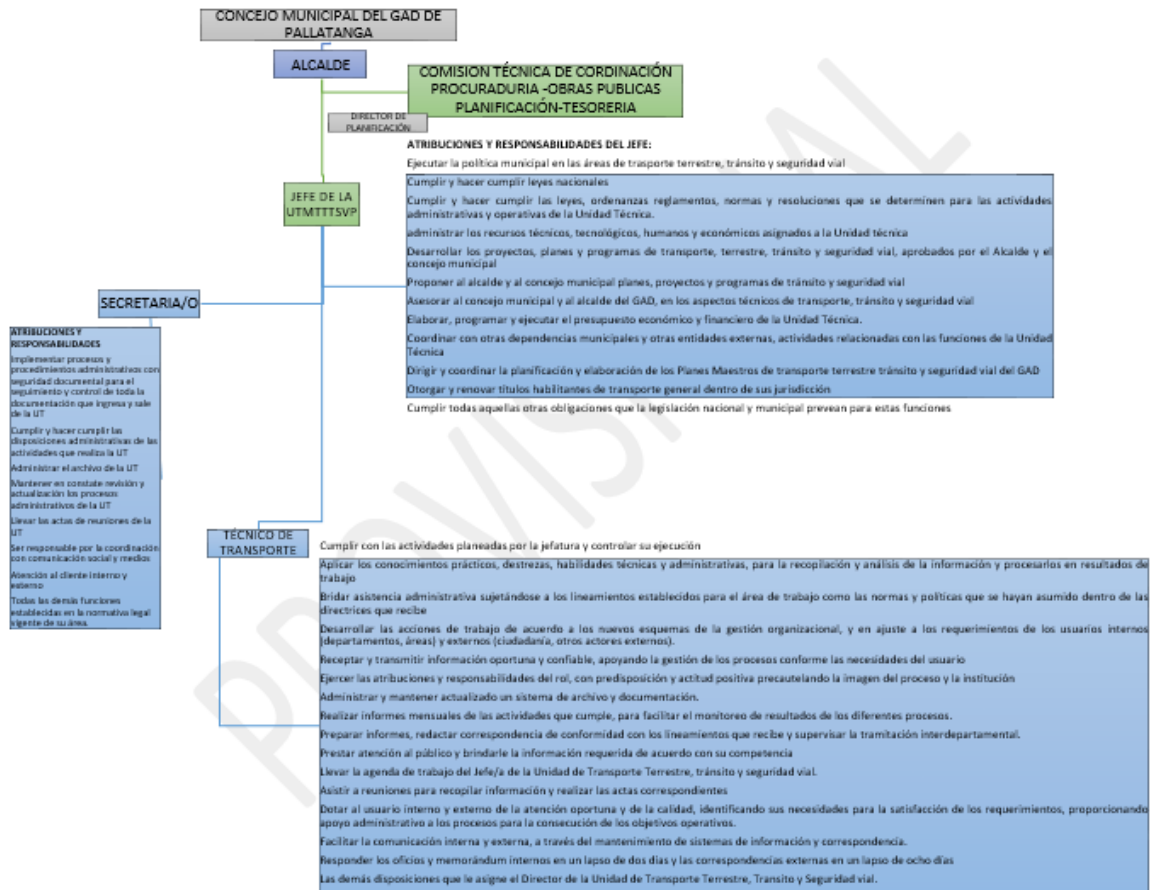 CONCEJO MUNICIPAL DEL GAD DE
PALLATANGA
ALCALDE
COMISION TÉCNICA DE CORDINACIÓN
PROCURADURIA -OBRAS PUBLICAS
PLANIFICACIÓN-TESORERIA
DIRECTOR DE
PLANIFICACIÓN
ATRIBUCIONES Y RESPONSABILIDADES DEL JEFE:
Ejecutar la política municipal en las áreas de trasporte terrestre, tránsito y seguridad vial
JEFE DE LA
UTMTTTSVP
Cumplir y hacer cumplir leyes nacionales
Cumplir y hacer cumplir las leyes, ordenanzas reglamentos, normas y resoluciones que se determinen para las actividades
administrativas y operativas de la Unidad Técnica.
administrar los recursos técnicos, tecnológicos, humanos y económicos asignados a la Unidad técnica
Desarrollar los proyectos, planes y programas de transporte, terrestre, tránsito y seguridad vial, aprobados por el Alcalde y el
concejo municipal
Proponer al alcalde y al concejo municipal planes, proyectos y programas de tránsito y seguridad vial
Asesorar al concejo municipal y al alcalde del GAD, en los aspectos técnicos de transporte, tránsito y seguridad vial
Elaborar, programar y ejecutar el presupuesto económico y financiero de la Unidad Técnica.
Coordinar con otras dependencias municipales y otras entidades externas, actividades relacionadas con las funciones de la Unidad
Técnica
Dirigir y coordinar la planificación y elaboración de los Planes Maestros de transporte terrestre tránsito y seguridad vial del GAD
Otorgar y renovar títulos habilitantes de transporte general dentro de sus jurisdicción
Cumplir todas aquellas otras obligaciones que la legislación nacional y municipal prevean para estas funciones
SECRETARIA/O
ATRIBUCIONES Y
RESPONSABILIDADES
Implementar procesos y
procedimientos administrativos con
seguridad documental para el
seguimiento y control de toda la
documentación que ingresa y sale
de la UT
Cumplir y hacer cumplir las
disposiciones administrativas de las
actividades que realiza la UT
Administrar el archivo de la UT
Mantener en constate revisión y
actualización los procesos
administrativos de la UT
Llevar las actas de reuniones de la
UT
Ser responsable por la coordinación
con comunicación social y medios
Atención al cliente interno y
externo
Todas las demás funciones
establecidas en la normativa legal
vigente de su área.
TÉCNICO DE
TRANSPORTE
Cumplir con las actividades planeadas por la jefatura y controlar su ejecución
Aplicar los conocimientos prácticos, destrezas, habilidades técnicas y administrativas, para la recopilación y análisis de la información y procesarlos en resultados de
trabajo
Bridar asistencia administrativa sujetándose a los lineamientos establecidos para el área de trabajo como las normas y políticas que se hayan asumido dentro de las
directrices que recibe
Desarrollar las acciones de trabajo de acuerdo a los nuevos esquemas de la gestión organizacional, y en ajuste a los requerimientos de los usuarios internos
(departamentos, áreas) y externos (ciudadanía, otros actores externos).
Receptar y transmitir información oportuna y confiable, apoyando la gestión de los procesos conforme las necesidades del usuario
Ejercer las atribuciones y responsabilidades del rol, con predisposición y actitud positiva precautelando la imagen del proceso y la institución
Administrar y mantener actualizado un sistema de archivo y documentación.
Realizar informes mensuales de las actividades que cumple, para facilitar el monitoreo de resultados de los diferentes procesos.
Preparar informes, redactar correspondencia de conformidad con los lineamientos que recibe y supervisar la tramitación interdepartamental.
Prestar atención al público y brindarle la información requerida de acuerdo con su competencia
Llevar la agenda de trabajo del Jefe/a de la Unidad de Transporte Terrestre, tránsito y seguridad vial.
Asistir a reuniones para recopilar información y realizar las actas correspondientes
Dotar al usuario interno y externo de la atención oportuna y de la calidad, identificando sus necesidades para la satisfacción de los requerimientos, proporcionando
apoyo administrativo a los procesos para la consecución de los objetivos operativos.
Facilitar la comunicación interna y externa, a través del mantenimiento de sistemas de información y correspondencia.
Responder los oficios y memorándum internos en un lapso de dos días y las correspondencias externas en un lapso de ocho días
Las demás disposiciones que le asigne el Director de la Unidad de Transporte Terrestre, Transito y Seguridad vial.